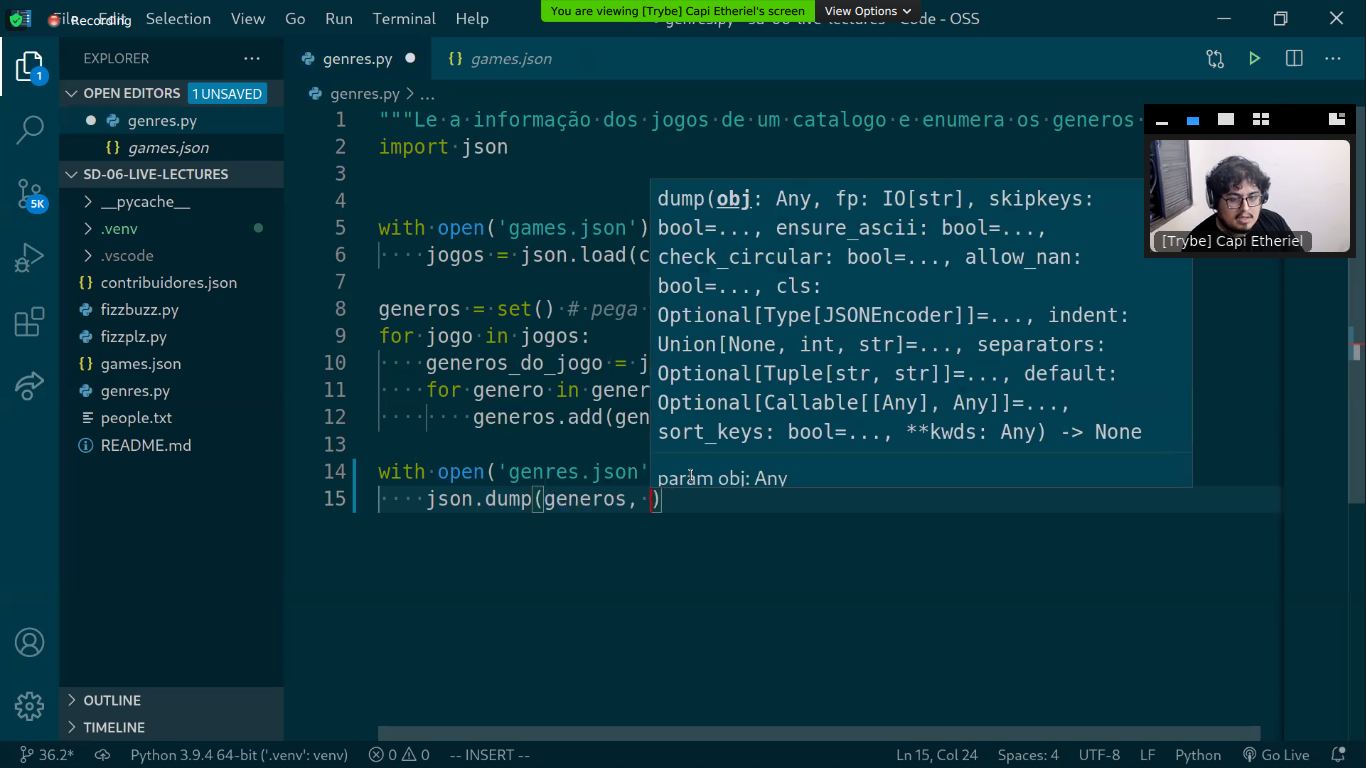 File Edit Selection View Go Run Terminal Help
Recording
You are viewing [Trybe] Capi Etheriel's screen
View Options
Code - OSS
EXPLORER
OPEN EDITORS 1 UNSAVED
genres.py
games.json
SD-06-LIVE-LECTURES
__pycache__
.venv
.vscode
contribuidores.json
fizzbuzz.py
fizzplz.py
games.json
genres.py
people.txt
README.md
OUTLINE
TIMELINE
1
5K
genres.py
games.json
genres.py > ...
1 """Le a informação dos jogos de um catalogo e enumera os generos
2 import json
3
4
5 with open('games.json')
6 jogos = json.load(c
7
8 generos = set() # pega
9 for jogo in jogos:
10 generos_do_jogo = j
11 for genero in gener
12 generos.add(gen
13
14 with open('genres.json'
15 json.dump(generos, )
dump(obj: Any, fp: IO[str], skipkeys:
bool=..., ensure_ascii: bool=...,
check_circular: bool=..., allow_nan:
bool=..., cls:
Optional[Type[JSONEncoder]]=..., indent:
Union[None, int, str]=..., separators:
Optional[Tuple[str, str]]=..., default:
Optional[Callable[[Any], Any]]=...,
sort_keys: bool=..., **kwds: Any) -> None
param obj: Any
[Trybe] Capi Etheriel
36.2* Python 3.9.4 64-bit ('.venv': venv) 0 0 -- INSERT -- Ln 15, Col 24 Spaces: 4 UTF-8 LF Python Go Live